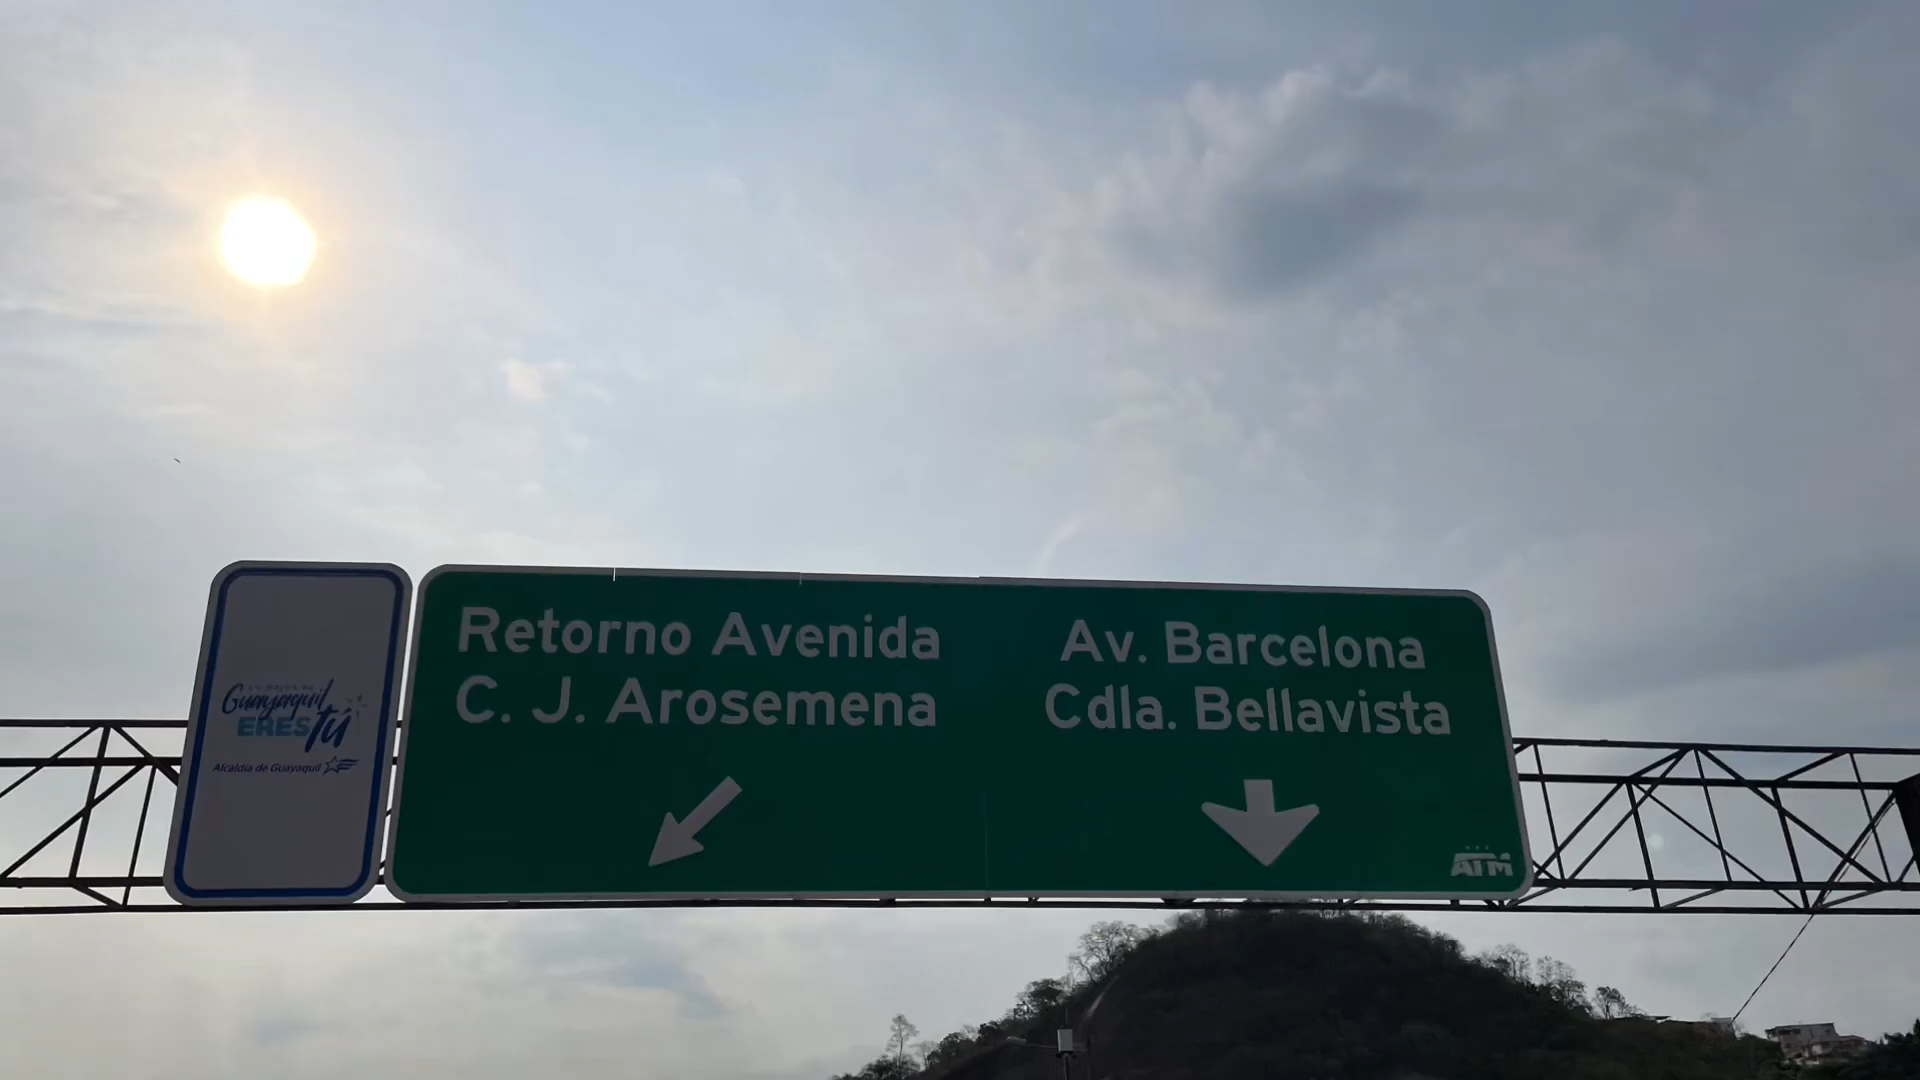 Guayaquil
ERES tú
Alcaldía de Guayaquil
Retorno Avenida
C. J. Arosemena
Av. Barcelona
Cdla. Bellavista
ATM